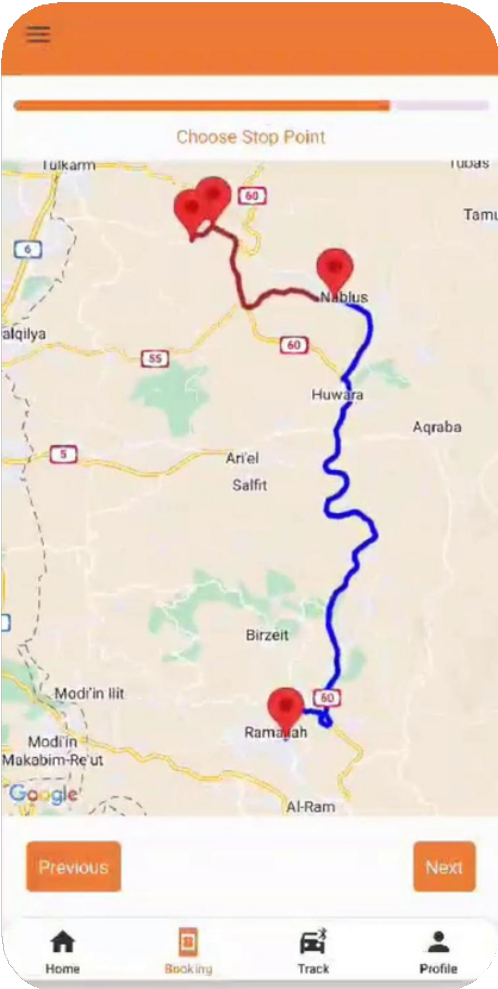 Choose Stop Point
Tulkarm
Tubas
60
Tamu
6
Nablus
alqilya
60
55
Huwara
Aqraba
5
Ari'el
Salfit
Birzeit
Modi'in Ilit
60
Ramallah
Modi'in
Makabim-Re'ut
Google
Al-Ram
Previous
Next
Home
Booking
Track
Profile